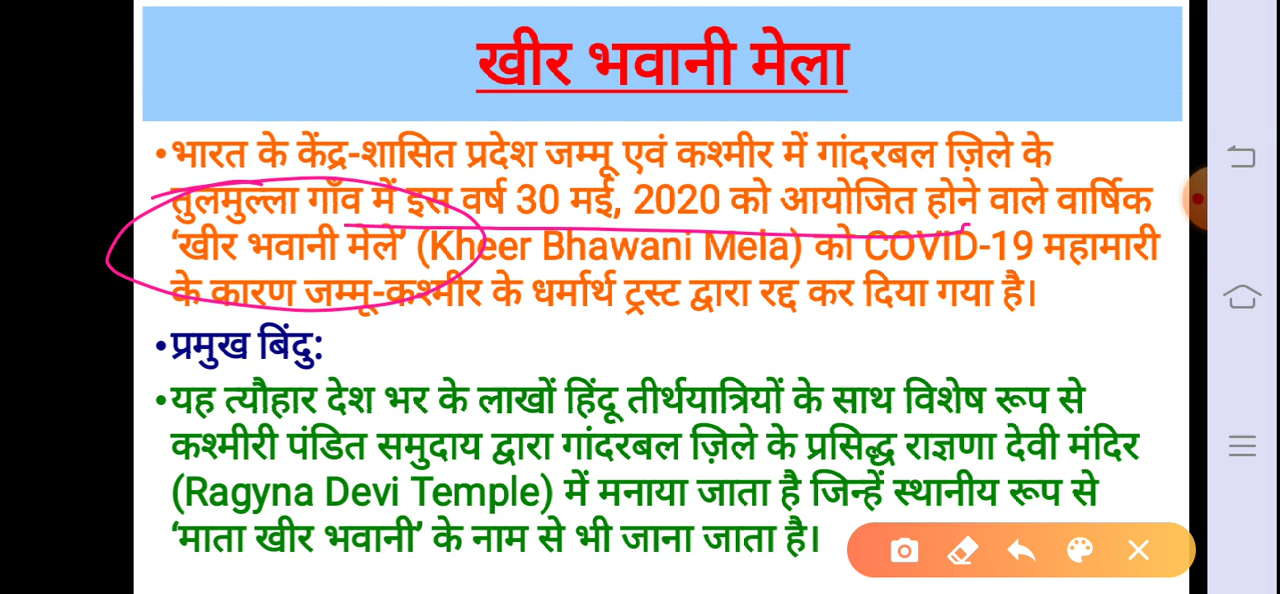 खीर भवानी मेला
•भारत के केंद्र-शासित प्रदेश जम्मू एवं कश्मीर में गांदरबल ज़िले के
तुलमुल्ला गाँव में इस वर्ष 30 मई, 2020 को आयोजित होने वाले वार्षिक
‘खीर भवानी मेले’ (Kheer Bhawani Mela) को COVID-19 महामारी
के कारण जम्मू-कश्मीर के धर्मार्थ ट्रस्ट द्वारा रद्द कर दिया गया है।
•प्रमुख बिंदु:
•यह त्यौहार देश भर के लाखों हिंदू तीर्थयात्रियों के साथ विशेष रूप से
कश्मीरी पंडित समुदाय द्वारा गांदरबल ज़िले के प्रसिद्ध राज्ञणा देवी मंदिर
(Ragyna Devi Temple) में मनाया जाता है जिन्हें स्थानीय रूप से
‘माता खीर भवानी’ के नाम से भी जाना जाता है।